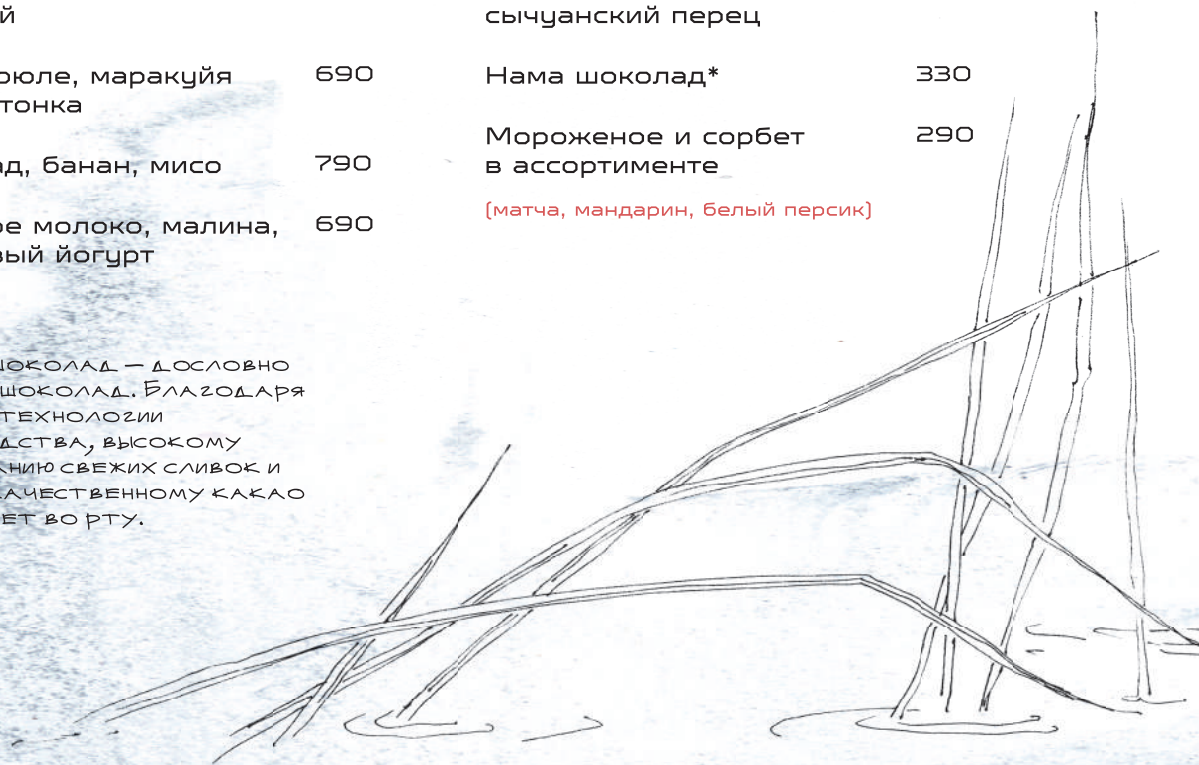 й
рюле, маракуйя 690
тонка
ад, банан, мисо 790
ое молоко, малина, 690
вый йогурт
шоколад — дословно
шоколад. Благодаря
технологии
дства, высокому
анию свежих сливок и
качественному какао
ет во рту.
сычуанский перец
Нама шоколад* 330
Мороженое и сорбет 290
в ассортименте
(матча, мандарин, белый персик)